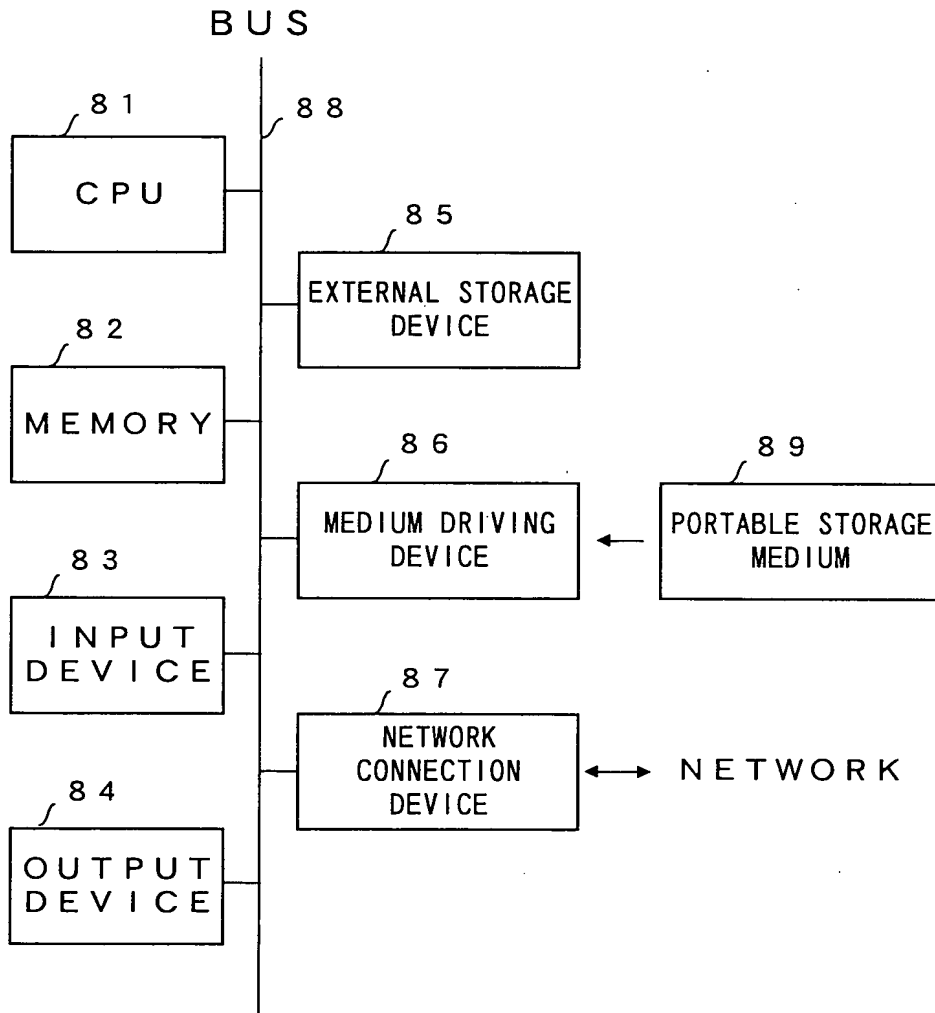 BUS
81
88
CPU
85
EXTERNAL STORAGE
DEVICE
82
MEMORY
86
MEDIUM DRIVING
DEVICE
89
PORTABLE STORAGE
MEDIUM
83
INPUT
DEVICE
87
NETWORK
CONNECTION
DEVICE
NETWORK
84
OUTPUT
DEVICE